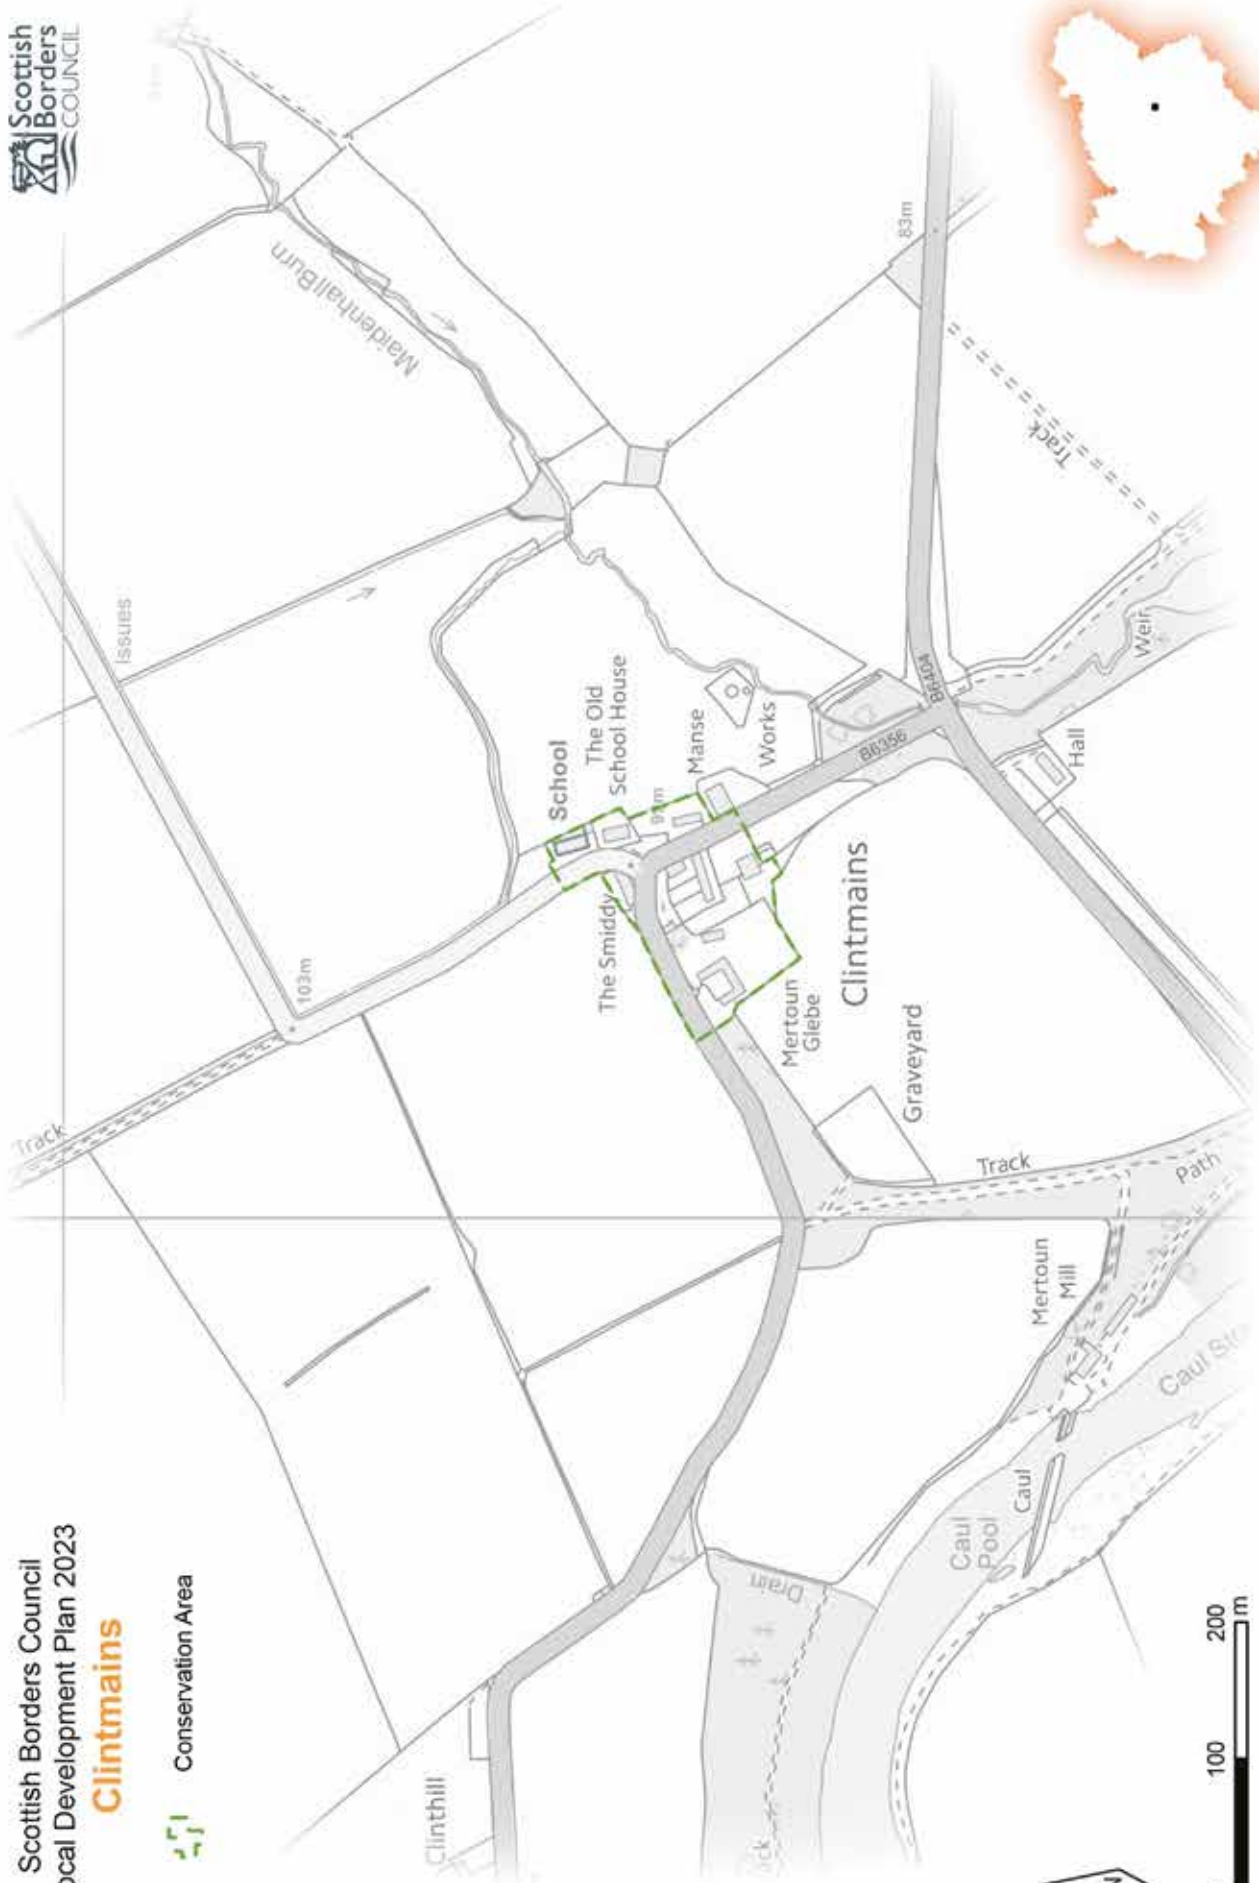 Scottish Borders Council
ocal Development Plan 2023
Clintmains
Conservation Area
Scottish
Borders
COUNCIL
Track
Issues
103m
Maidenhall Burn
School
The Old
School House
The Smiddy
Manse
Works
B6356
B6404
83m
Track
Weir
Hall
Clintmains
Mertoun
Glebe
Graveyard
Track
Path
Mertoun
Mill
Caul
Caul
Pool
Drain
Clinthill
100
200
m